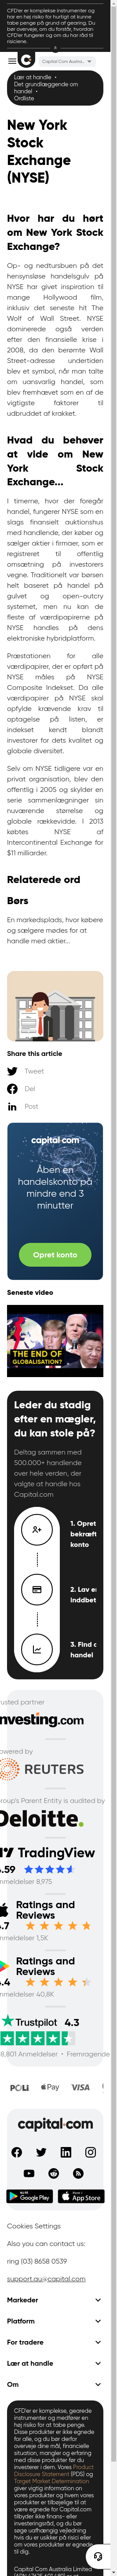 CFD'er er komplekse instrumenter og
har en høj risiko for hurtigt at kunne
tabe penge på grund af gearing. Du
bør overveje, om du forstår, hvordan
CFD'er fungerer og om du har råd til
risiciene.
Capital Com Austra...
Lær at handle •
Det grundlæggende om
handel •
Ordliste
New York
Stock
Exchange
(NYSE)
Hvor har du hørt
om New York Stock
Exchange?
Op- og nedtursbuen på det
hensynsløse handelsgulv på
NYSE har givet inspiration til
mange Hollywood film,
inklusiv det seneste hit The
Wolf of Wall Street. NYSE
dominerede også verden
efter den finansielle krise i
2008, da den berømte Wall
Street-adresse undertiden
blev et symbol, når man talte
om uansvarlig handel, men
blev fremhævet som en af de
vigtigste faktorer til
udbruddet af krakket.
Hvad du behøver
at vide om New
York Stock
Exchange...
I timee, hvor der foregår
handel, fungerer NYSE som en
slags finansielt auktionshus
med handlende, der køber og
sælger aktier i firmaer, som er
registreret til offentlig
omsætning på investorers
vegne. Traditionelt var børsen
helt baseret på handel på
gulvet og open-outcry
systemet, men nu kan de
fleste af værdipapirerne på
NYSE handles på dens
elektroniske hybridplatform.
Præstationen for alle
værdipapirer, der er opført på
NYSE måles på NYSE
Composite Indekset. Da alle
værdipapirer på NYSE skal
opfylde krævende krav til
optagelse på listen, er
indekset kendt blandt
investorer for dets kvalitet og
globale diversitet.
Selv om NYSE tidligere var en
privat organisation, blev den
offentlig i 2005 og skylder en
serie sammenlægninger sin
nuværende størrelse og
globale rækkevidde. I 2013
købtes NYSE af
Intercontinental Exchange for
$11 milliarder.
Relaterede ord
Børs
En markedsplads, hvor købere
og sælgere mødes for at
handle med aktier...
Share this article
Tweet
Del
Post
capital.com
Åben en
handelskonto på
mindre end 3
minutter
Opret konto
Seneste video
THE END OF
GLOBALISATION?
Leder du stadig
efter en mægler,
du kan stole på?
Deltag sammen med
500.000+ handlende
over hele verden, der
valgte at handle hos
Capital.com
1. Opret
bekræft
konto
2. Lav en
indbeta
3. Find d
handel
rusted partner
Investing.com
owered by
REUTERS
roup's Parent Entity is audited by
Deloitte.
TradingView
4.59
nmeldelser 8,975
Ratings and
Reviews
4.7
nmeldelser 1,5K
Ratings and
Reviews
4.4
nmeldelser 40,8K
Trustpilot 4.3
8.801 Anmeldelser • Fremragende
POLi
Pay
VISA
capital.com
Google Play
App Store
Cookies Settings
Also you can contact us:
ring (03) 8658 0539
support.au@capital.com
Markeder
Platform
For tradere
Lær at handle
Om
CFD'er er komplekse, gearede
instrumenter og medfører en
høj risiko for at tabe penge.
Disse produkter er ikke egnede
for alle, og du bør derfor
overveje dine mål, finansielle
situation, mangler og erfaring
med disse produkter før du
investerer i dem. Vores Product
Disclosure Statement (PDS) og
Target Market Determination
giver vigtig information om
vores produkter og hvem vores
produkter er tilbøjelige til at
være egnede for. Capital.com
tilbyder ikke finans- eller
investeringsråd, og du bør
undgå at gøre vores services,
hvis du er usikker på risici eller
om vores produkter er egnede
til dig.
Capital Com Australia Limited